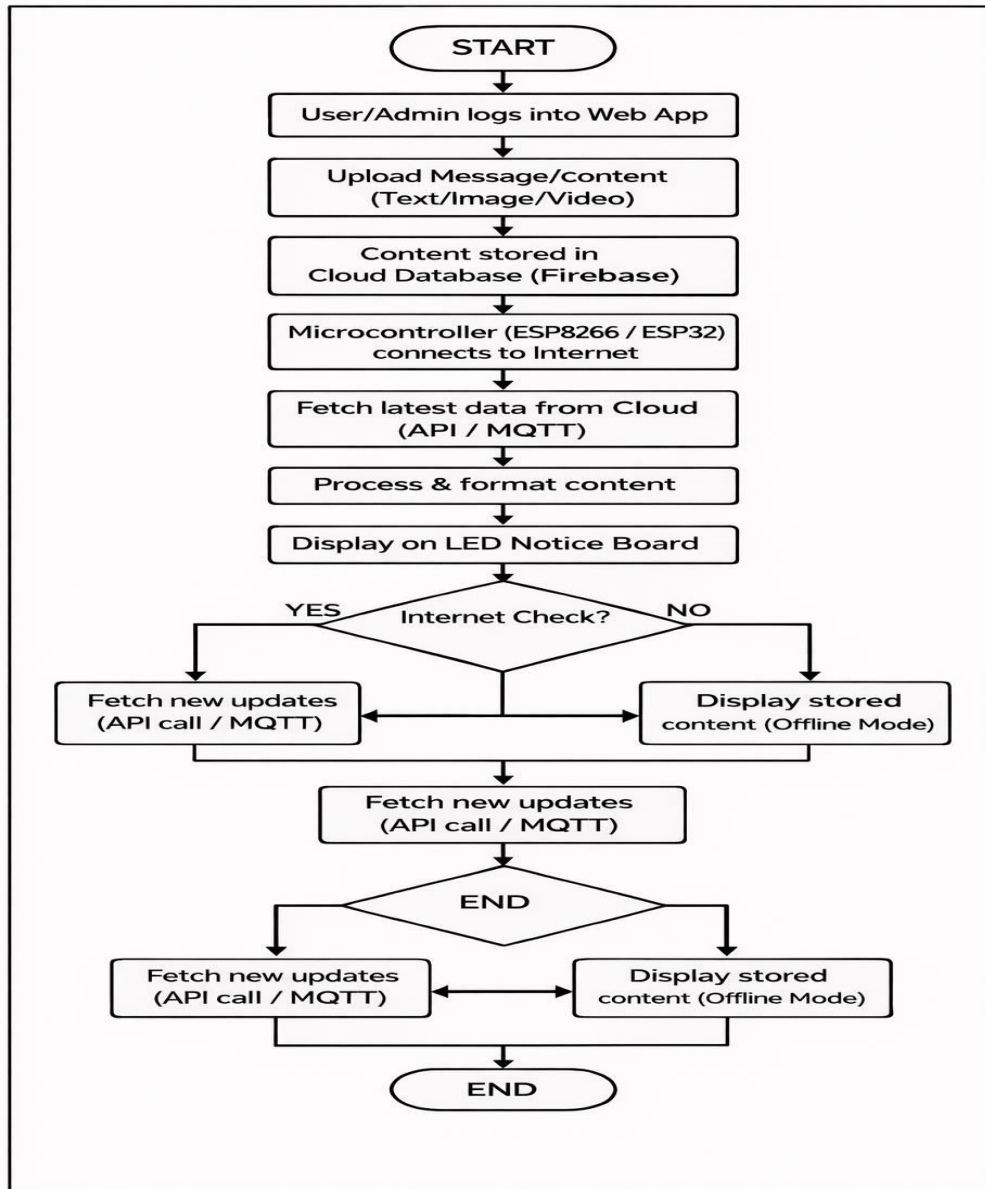 START
User/Admin logs into Web App
Upload Message/content
(Text/Image/Video)
Content stored in
Cloud Database (Firebase)
Microcontroller (ESP8266 / ESP32)
connects to Internet
Fetch latest data from Cloud
(API / MQTT)
Process & format content
Display on LED Notice Board
YES
Internet Check?
NO
Fetch new updates
(API call / MQTT)
Display stored
content (Offline Mode)
Fetch new updates
(API call / MQTT)
END
Fetch new updates
(API call / MQTT)
Display stored
content (Offline Mode)
END